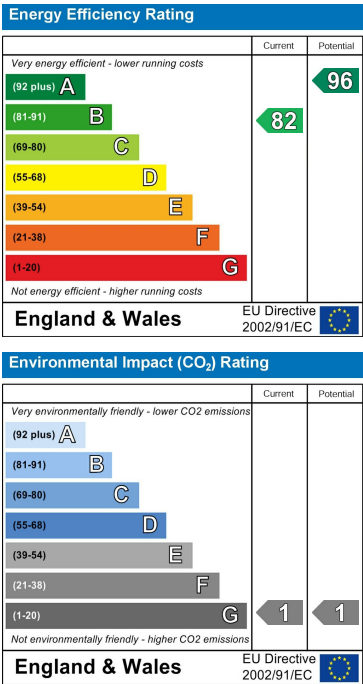 Energy Efficiency Rating
Current Potential
Very energy efficient - lower running costs
(92 plus) A 96
(81-91) B 82
(69-80) C
(55-68) D
(39-54) E
(21-38) F
(1-20) G
Not energy efficient - higher running costs
England & Wales EU Directive
2002/91/EC
Environmental Impact (CO₂) Rating
Current Potential
Very environmentally friendly - lower CO2 emissions
(92 plus) A
(81-91) B
(69-80) C
(55-68) D
(39-54) E
(21-38) F
(1-20) G 1 1
Not environmentally friendly - higher CO2 emissions
England & Wales EU Directive
2002/91/EC